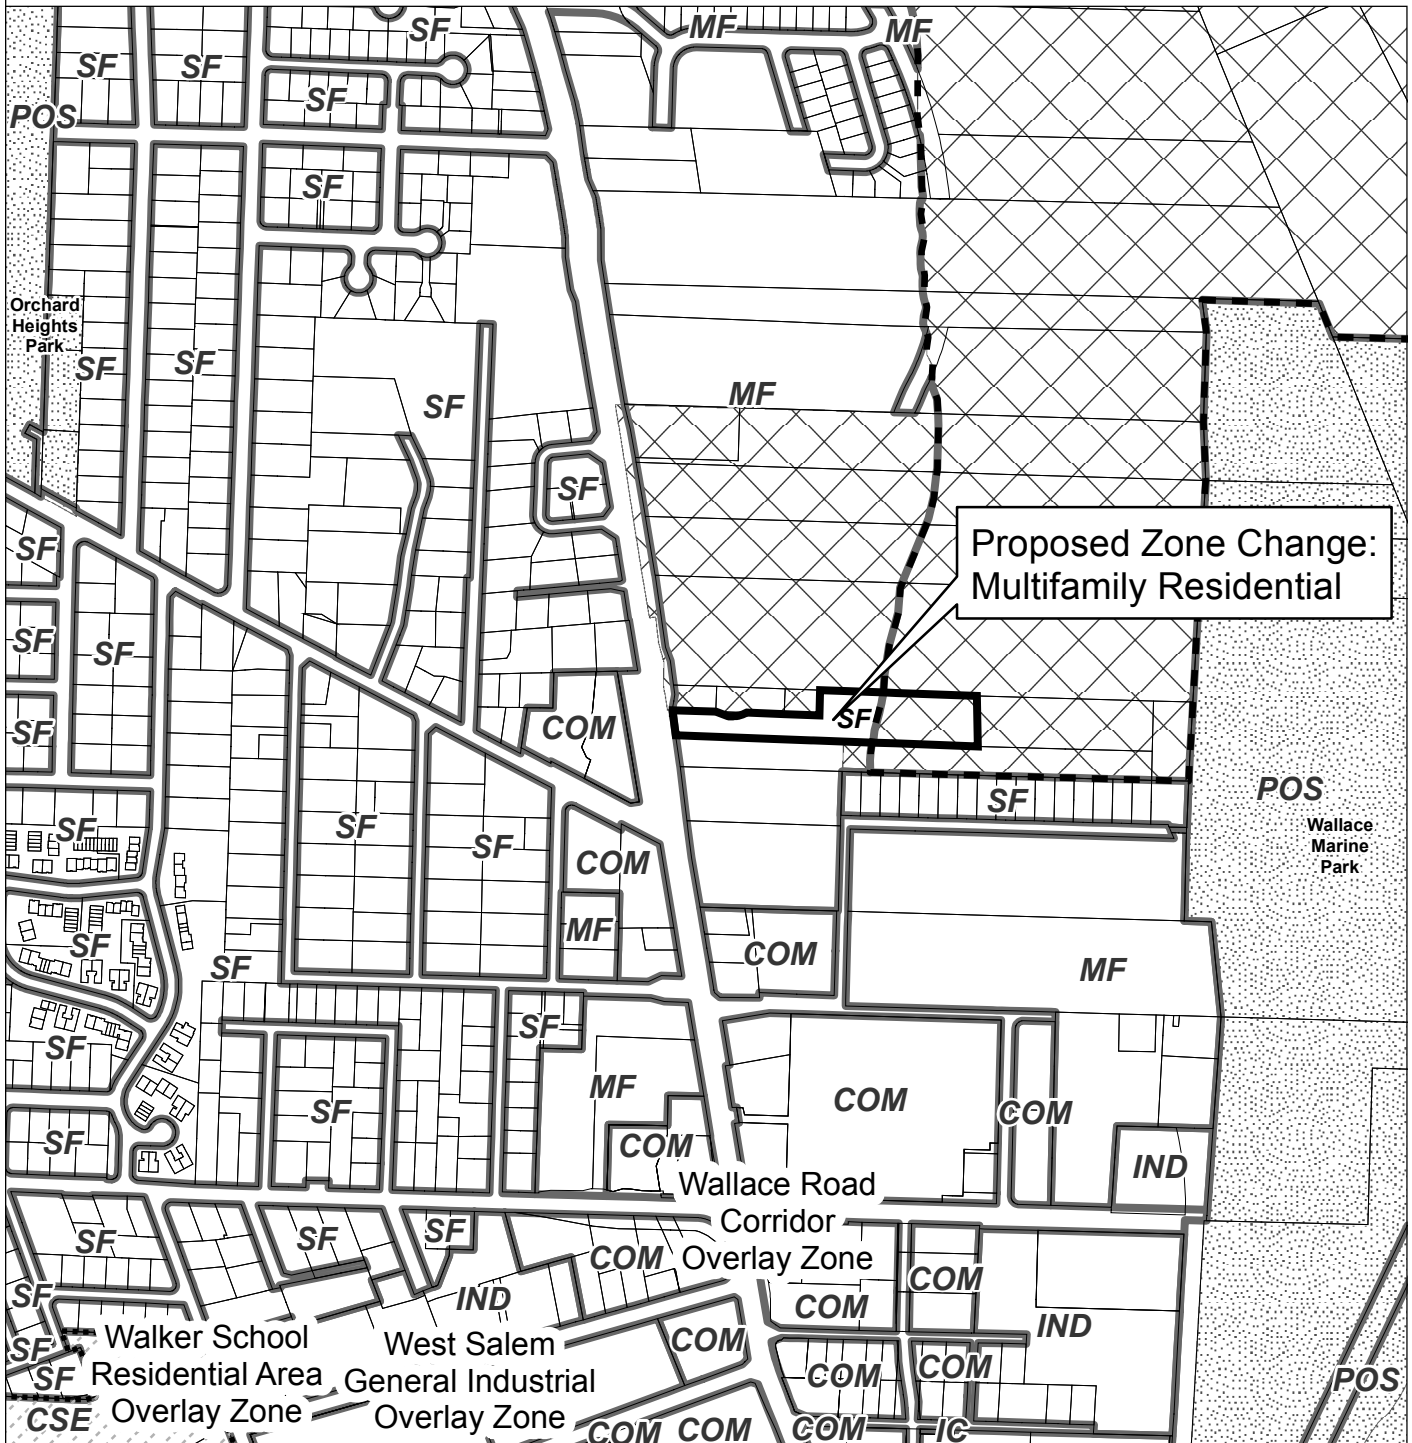 SF
MF
MF
SF
SF
SF
POS
SF
Orchard
Heights
Park
SF
SF
SF
MF
SF
SF
Proposed Zone Change:
Multifamily Residential
SF
SF
SF
COM
SF
POS
SF
SF
SF
SF
Wallace
Marine
Park
COM
MF
SF
COM
SF
MF
SF
SF
MF
COM
COM
SF
SF
COM
IND
Wallace Road
Corridor
Overlay Zone
SF
SF
SF
COM
COM
SF
IND
COM
IND
SF
SF
Walker School
Residential Area
Overlay Zone
West Salem
General Industrial
Overlay Zone
COM
COM
COM
POS
CSE
COM
COM
COM
IC